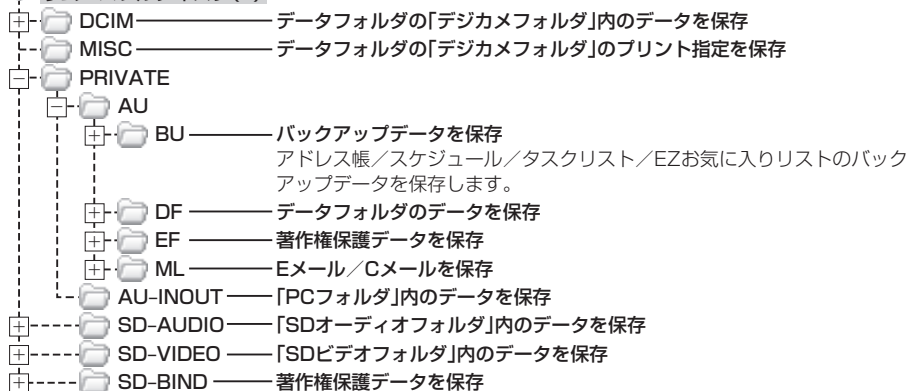 DCIM データフォルダの「デジカメフォルダ」内のデータを保存
MISC データフォルダの「デジカメフォルダ」のプリント指定を保存
PRIVATE
AU
BU バックアップデータを保存
アドレス帳／スケジュール／タスクリスト／EZお気に入りリストのバック
アップデータを保存します。
DF データフォルダのデータを保存
EF 著作権保護データを保存
ML Eメール／Cメールを保存
AU-INOUT 「PCフォルダ」内のデータを保存
SD-AUDIO 「SDオーディオフォルダ」内のデータを保存
SD-VIDEO 「SDビデオフォルダ」内のデータを保存
SD-BIND 著作権保護データを保存